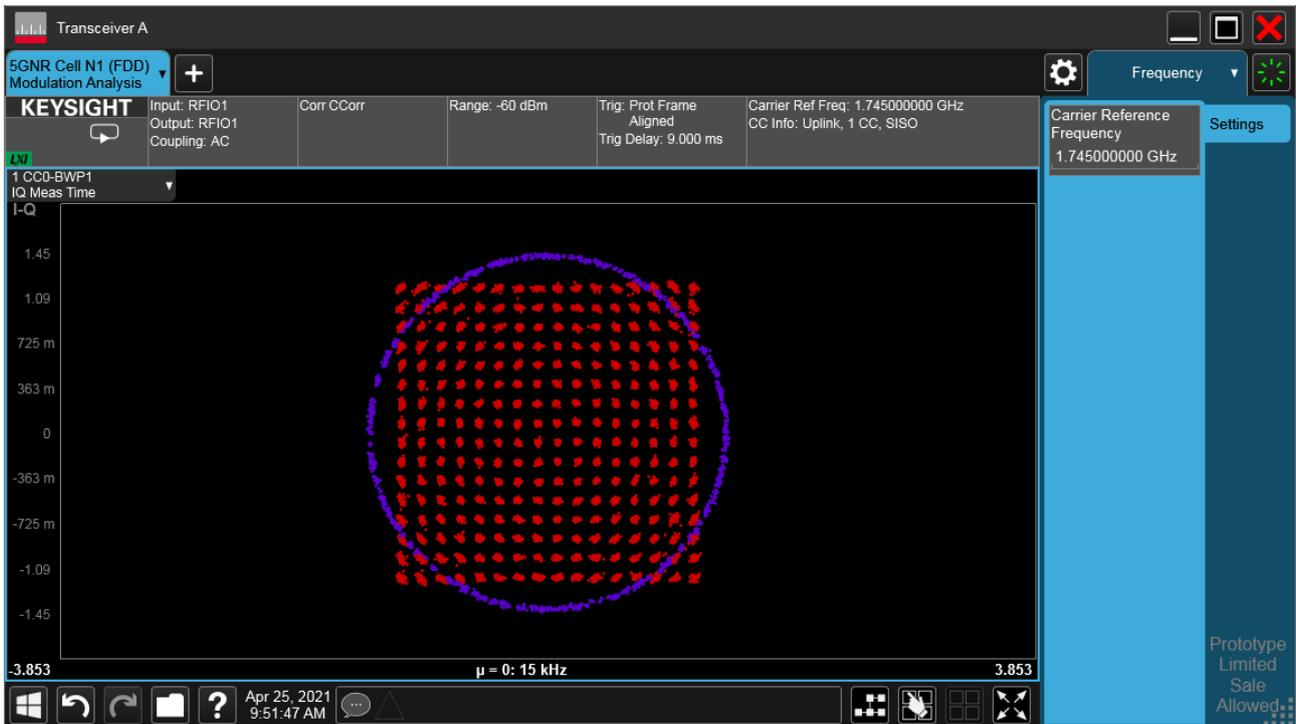 Transceiver A
5GNR Cell N1 (FDD)
Modulation Analysis
+
Frequency
KEYSIGHT
LXI
Input: RFIO1
Output: RFIO1
Coupling: AC
Corr CCorr
Range: -60 dBm
Trig: Prot Frame
Aligned
Trig Delay: 9.000 ms
Carrier Ref Freq: 1.745000000 GHz
CC Info: Uplink, 1 CC, SISO
Carrier Reference
Frequency
1.745000000 GHz
Settings
1 CC0-BWP1
IQ Meas Time
I-Q
1.45
1.09
725 m
363 m
0
-363 m
-725 m
-1.09
-1.45
-3.853
μ = 0: 15 kHz
3.853
Prototype
Limited
Sale
Allowed
?
Apr 25, 2021
9:51:47 AM